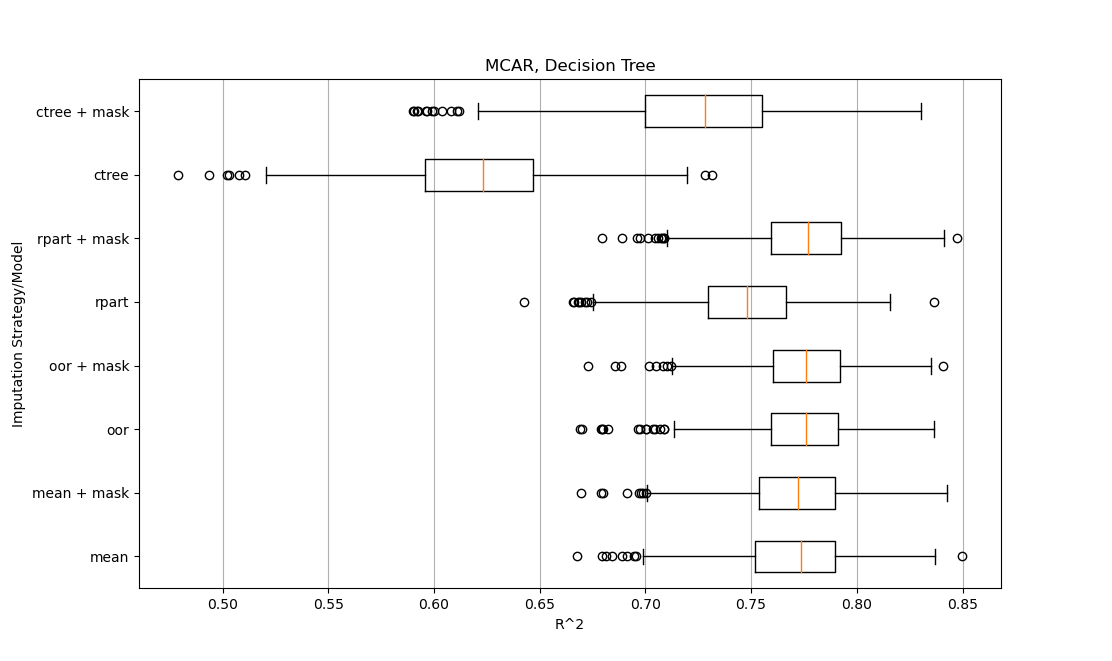 MCAR, Decision Tree
ctree + mask
ctree
rpart + mask
rpart
oor + mask
oor
mean + mask
mean
Imputation Strategy/Model
0.50 0.55 0.60 0.65 0.70 0.75 0.80 0.85
R^2